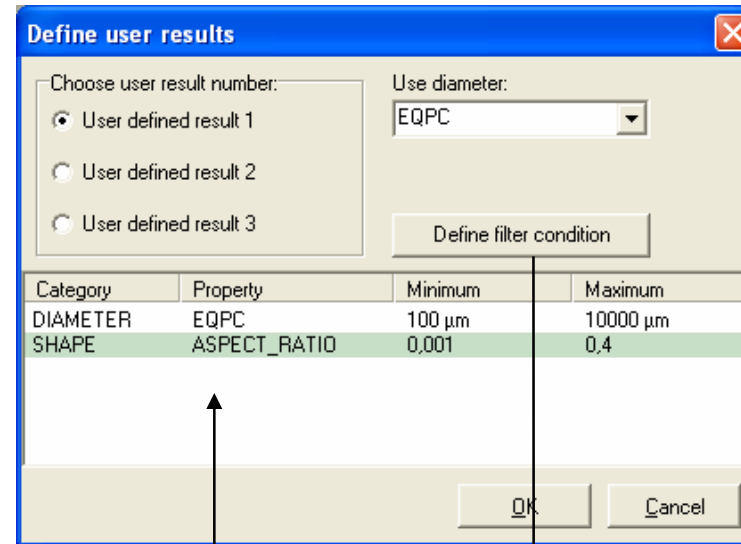 Define user results
Choose user result number:
Use diameter:
User defined result 1
EQPC
User defined result 2
User defined result 3
Define filter condition
Category Property Minimum Maximum
DIAMETER EQPC 100 µm 10000 µm
SHAPE ASPECT_RATIO 0,001 0,4
OK Cancel